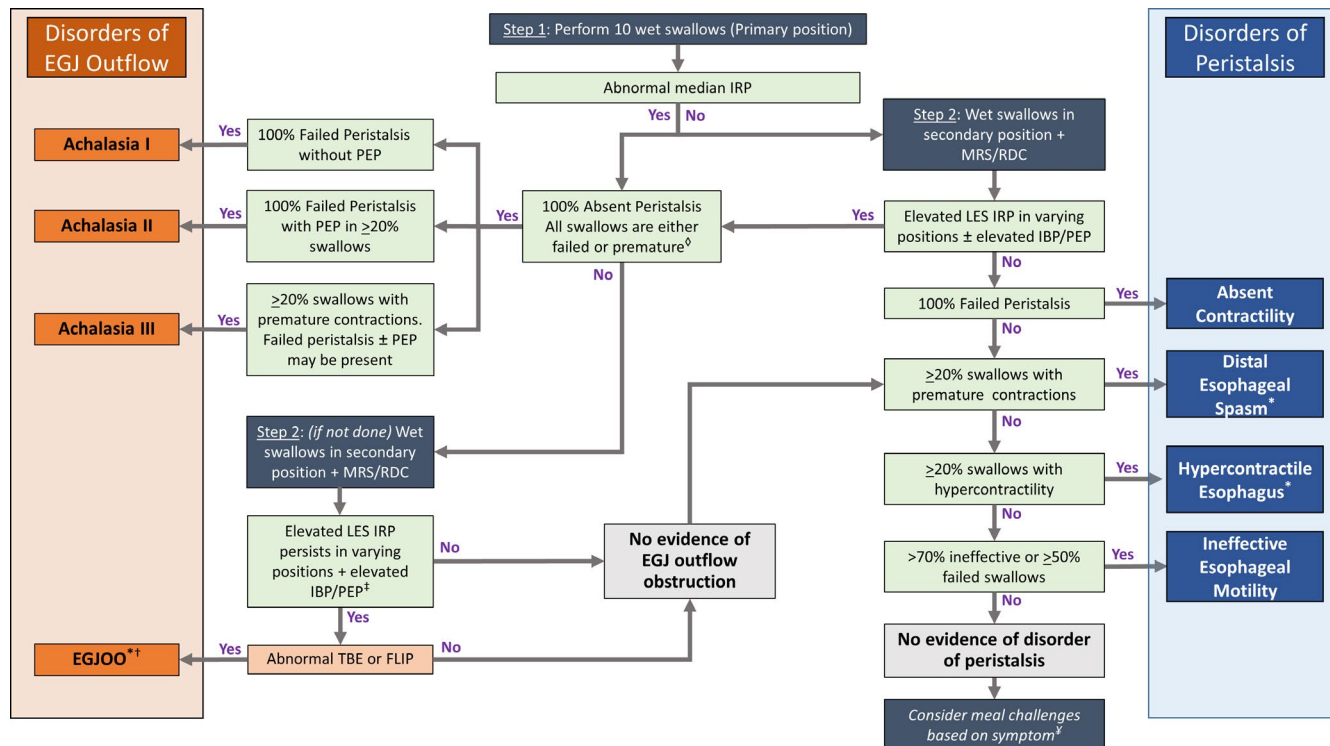 Disorders of
EGJ Outflow
Step 1: Perform 10 wet swallows (Primary position)
Disorders of
Peristalsis
Abnormal median IRP
Yes
No
Step 2: Wet swallows in
secondary position +
MRS/RDC
Achalasia I
Yes
100% Failed Peristalsis
without PEP
Achalasia II
Yes
100% Failed Peristalsis
with PEP in ≥20%
swallows
Yes
100% Absent Peristalsis
All swallows are either
failed or premature◊
Yes
Elevated LES IRP in varying
positions ± elevated IBP/PEP
No
No
Achalasia III
Yes
≥20% swallows with
premature contractions.
Failed peristalsis ± PEP
may be present
100% Failed Peristalsis
Yes
Absent
Contractility
No
≥20% swallows with
premature contractions
Yes
Distal
Esophageal
Spasm*
No
Step 2: (if not done) Wet
swallows in secondary
position + MRS/RDC
≥20% swallows with
hypercontractility
Yes
Hypercontractile
Esophagus*
No
Elevated LES IRP
persists in varying
positions + elevated
IBP/PEP‡
No
No evidence of
EGJ outflow
obstruction
>70% ineffective or ≥50%
failed swallows
Yes
Ineffective
Esophageal
Motility
Yes
No
EGJOO*†
Yes
Abnormal TBE or FLIP
No
No evidence of disorder
of peristalsis
Consider meal challenges
based on symptom¥